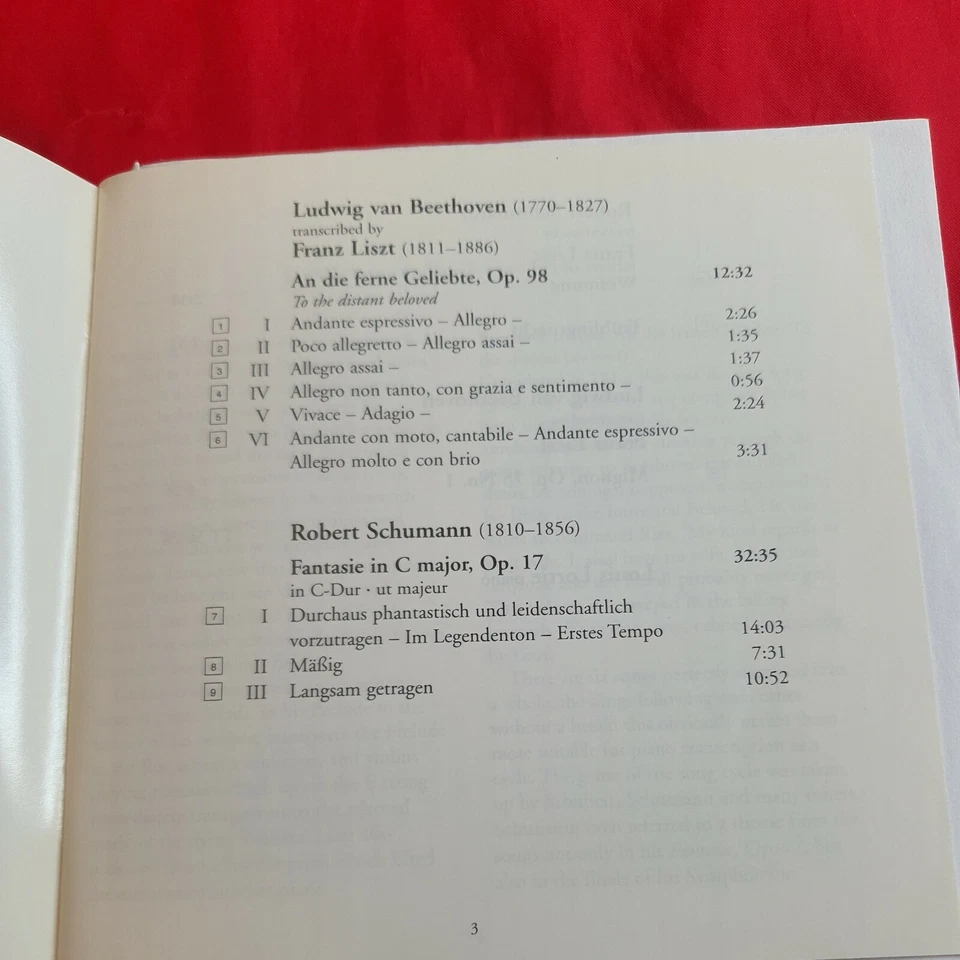 Ludwig van Beethoven (1770–1827)
transcribed by
Franz Liszt (1811–1886)
An die ferne Geliebte, Op. 98 12:32
To the distant beloved
1 I Andante espressivo – Allegro – 2:26
2 II Poco allegretto – Allegro assai – 1:35
3 III Allegro assai – 1:37
4 IV Allegro non tanto, con grazia e sentimento – 0:56
5 V Vivace – Adagio – 2:24
6 VI Andante con moto, cantabile – Andante espressivo –
Allegro molto e con brio 3:31
Robert Schumann (1810–1856)
Fantasie in C major, Op. 17 32:35
in C-Dur · ut majeur
7 I Durchaus phantastisch und leidenschaftlich
vorzutragen – Im Legendenton – Erstes Tempo 14:03
8 II Mäßig 7:31
9 III Langsam getragen 10:52
3